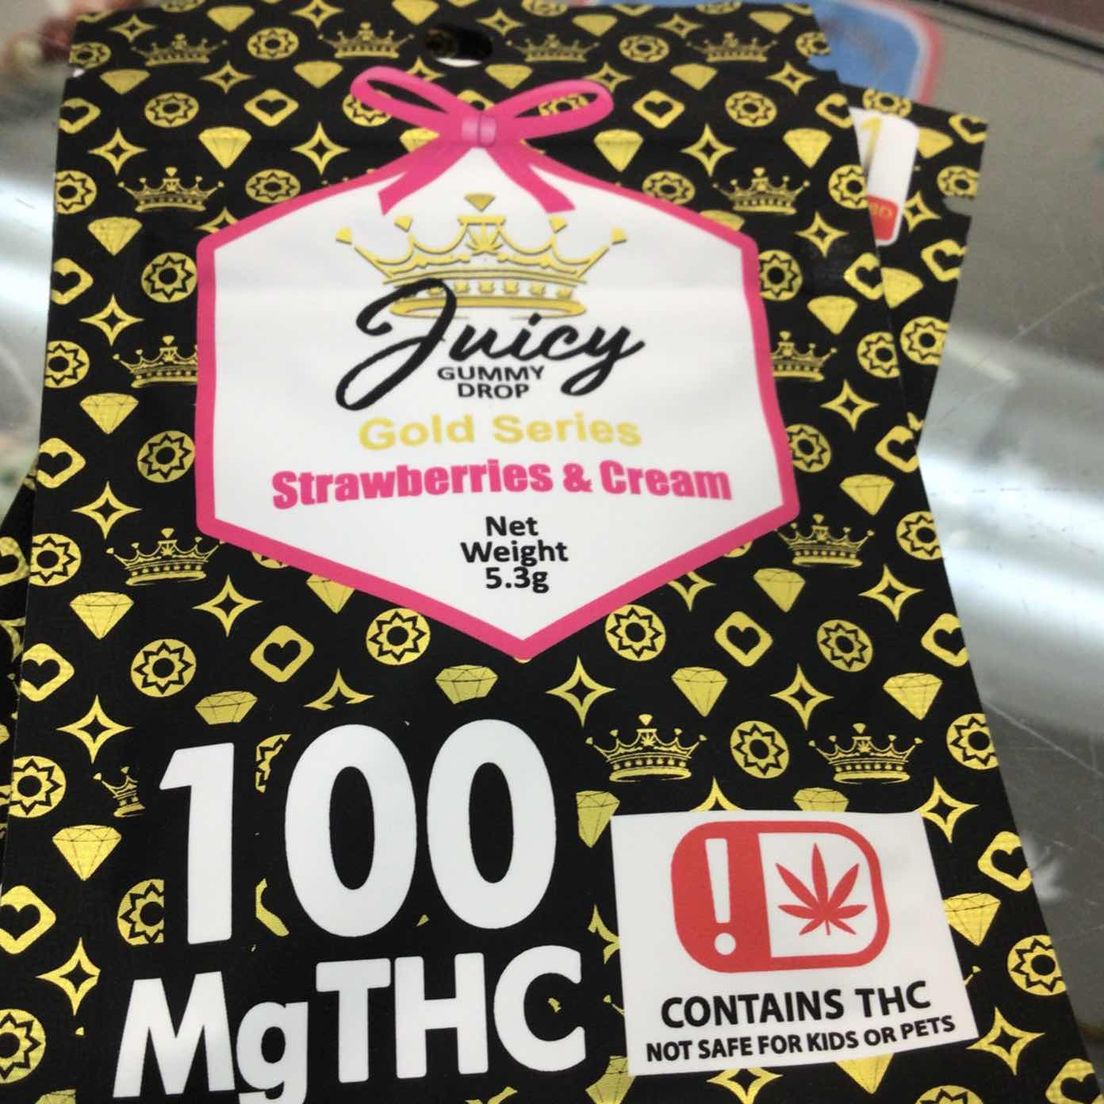 Juicy
GUMMY
DROP
Gold Series
Strawberries & Cream
Net
Weight
5.3g
100
MgTHC
!
CONTAINS THC
NOT SAFE FOR KIDS OR PETS
1